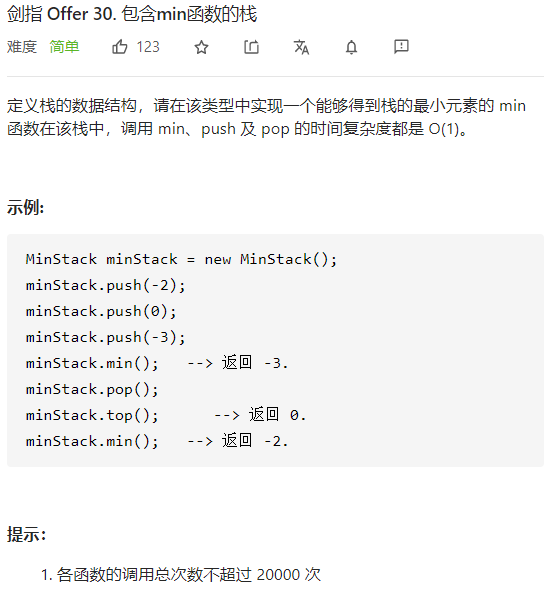 剑指 Offer 30. 包含min函数的栈
难度 简单 123
定义栈的数据结构，请在该类型中实现一个能够得到栈的最小元素的 min
函数在该栈中，调用 min、push 及 pop 的时间复杂度都是 O(1)。
示例:
MinStack minStack = new MinStack();
minStack.push(-2);
minStack.push(0);
minStack.push(-3);
minStack.min();   --> 返回 -3.
minStack.pop();
minStack.top();      --> 返回 0.
minStack.min();   --> 返回 -2.
提示：
1. 各函数的调用总次数不超过 20000 次